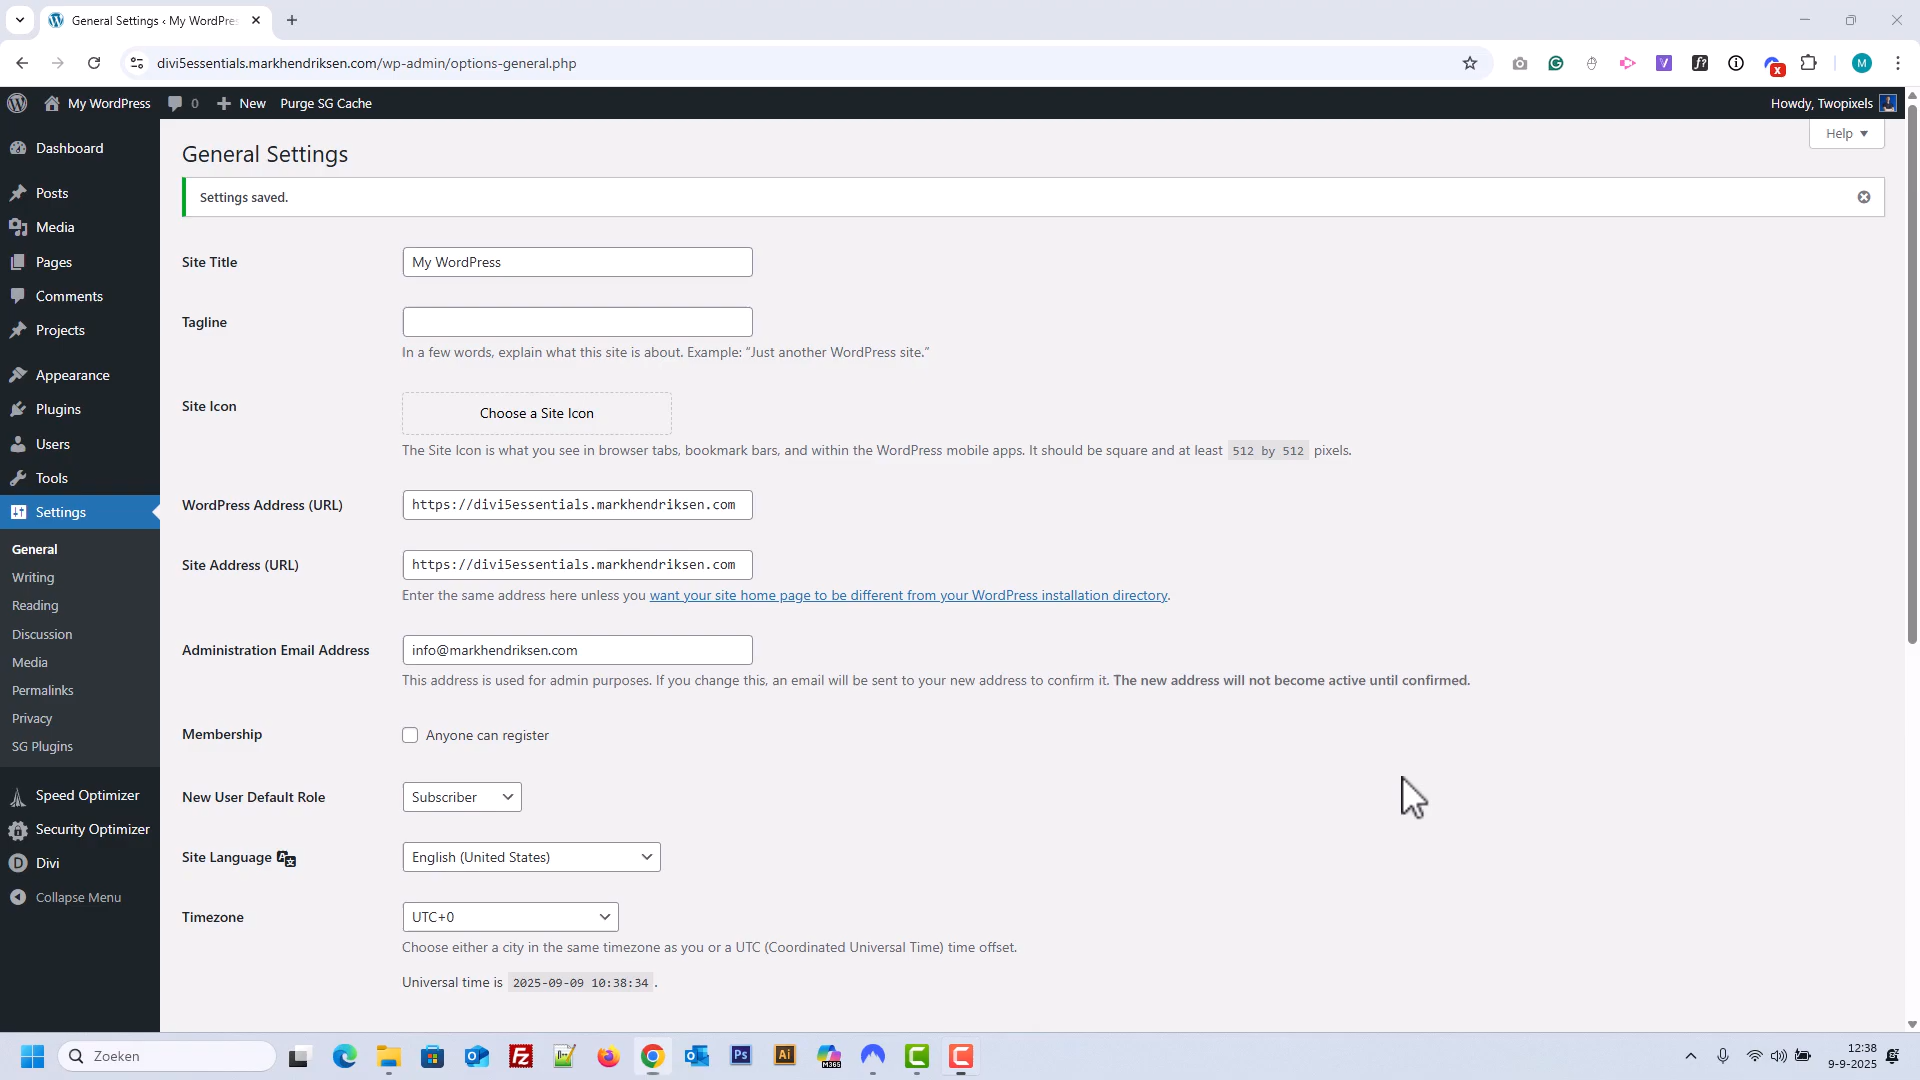 General Settings ‹ My WordPres
divi5essentials.markhendriksen.com/wp-admin/options-general.php
M
My WordPress 0 New Purge SG Cache Howdy, Twopixels
Help
Dashboard
Posts
Media
Pages
Comments
Projects
Appearance
Plugins
Users
Tools
Settings
General
Writing
Reading
Discussion
Media
Permalinks
Privacy
SG Plugins
Speed Optimizer
Security Optimizer
Divi
Collapse Menu
General Settings
Settings saved.
Site Title My WordPress
Tagline
In a few words, explain what this site is about. Example: “Just another WordPress site.”
Site Icon Choose a Site Icon
The Site Icon is what you see in browser tabs, bookmark bars, and within the WordPress mobile apps. It should be square and at least 512 by 512 pixels.
WordPress Address (URL) https://divi5essentials.markhendriksen.com
Site Address (URL) https://divi5essentials.markhendriksen.com
Enter the same address here unless you want your site home page to be different from your WordPress installation directory.
Administration Email Address info@markhendriksen.com
This address is used for admin purposes. If you change this, an email will be sent to your new address to confirm it. The new address will not become active until confirmed.
Membership Anyone can register
New User Default Role Subscriber
Site Language English (United States)
Timezone UTC+0
Choose either a city in the same timezone as you or a UTC (Coordinated Universal Time) time offset.
Universal time is 2025-09-09 10:38:34 .
Zoeken
Ps
Ai
M365
12:38
9-9-2025